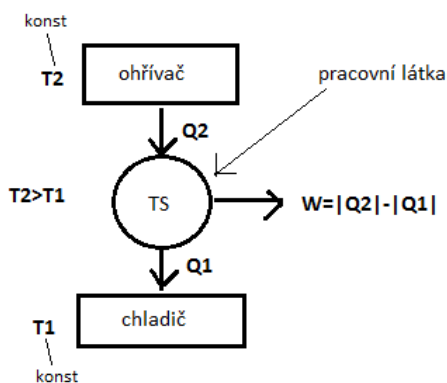 konst
T2
ohřívač
pracovní látka
Q2
T2>T1
TS
W=|Q2|-|Q1|
Q1
T1
chladič
konst